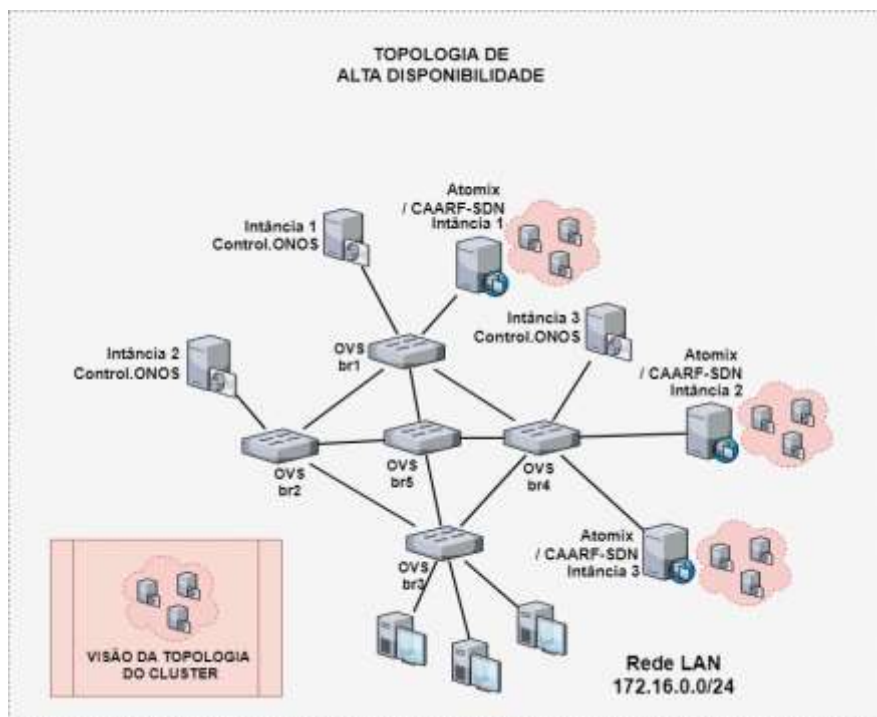 TOPOLOGIA DE
ALTA DISPONIBILIDADE
Atomix
/ CAARF-SDN
Intância 1
Intância 1
Control.ONOS
Intância 3
Control.ONOS
Intância 2
Control.ONOS
OVS
br1
Atomix
/ CAARF-SDN
Intância 2
OVS
br2
OVS
br5
OVS
br4
Atomix
/ CAARF-SDN
Intância 3
OVS
br3
VISÃO DA TOPOLOGIA
DO CLUSTER
Rede LAN
172.16.0.0/24